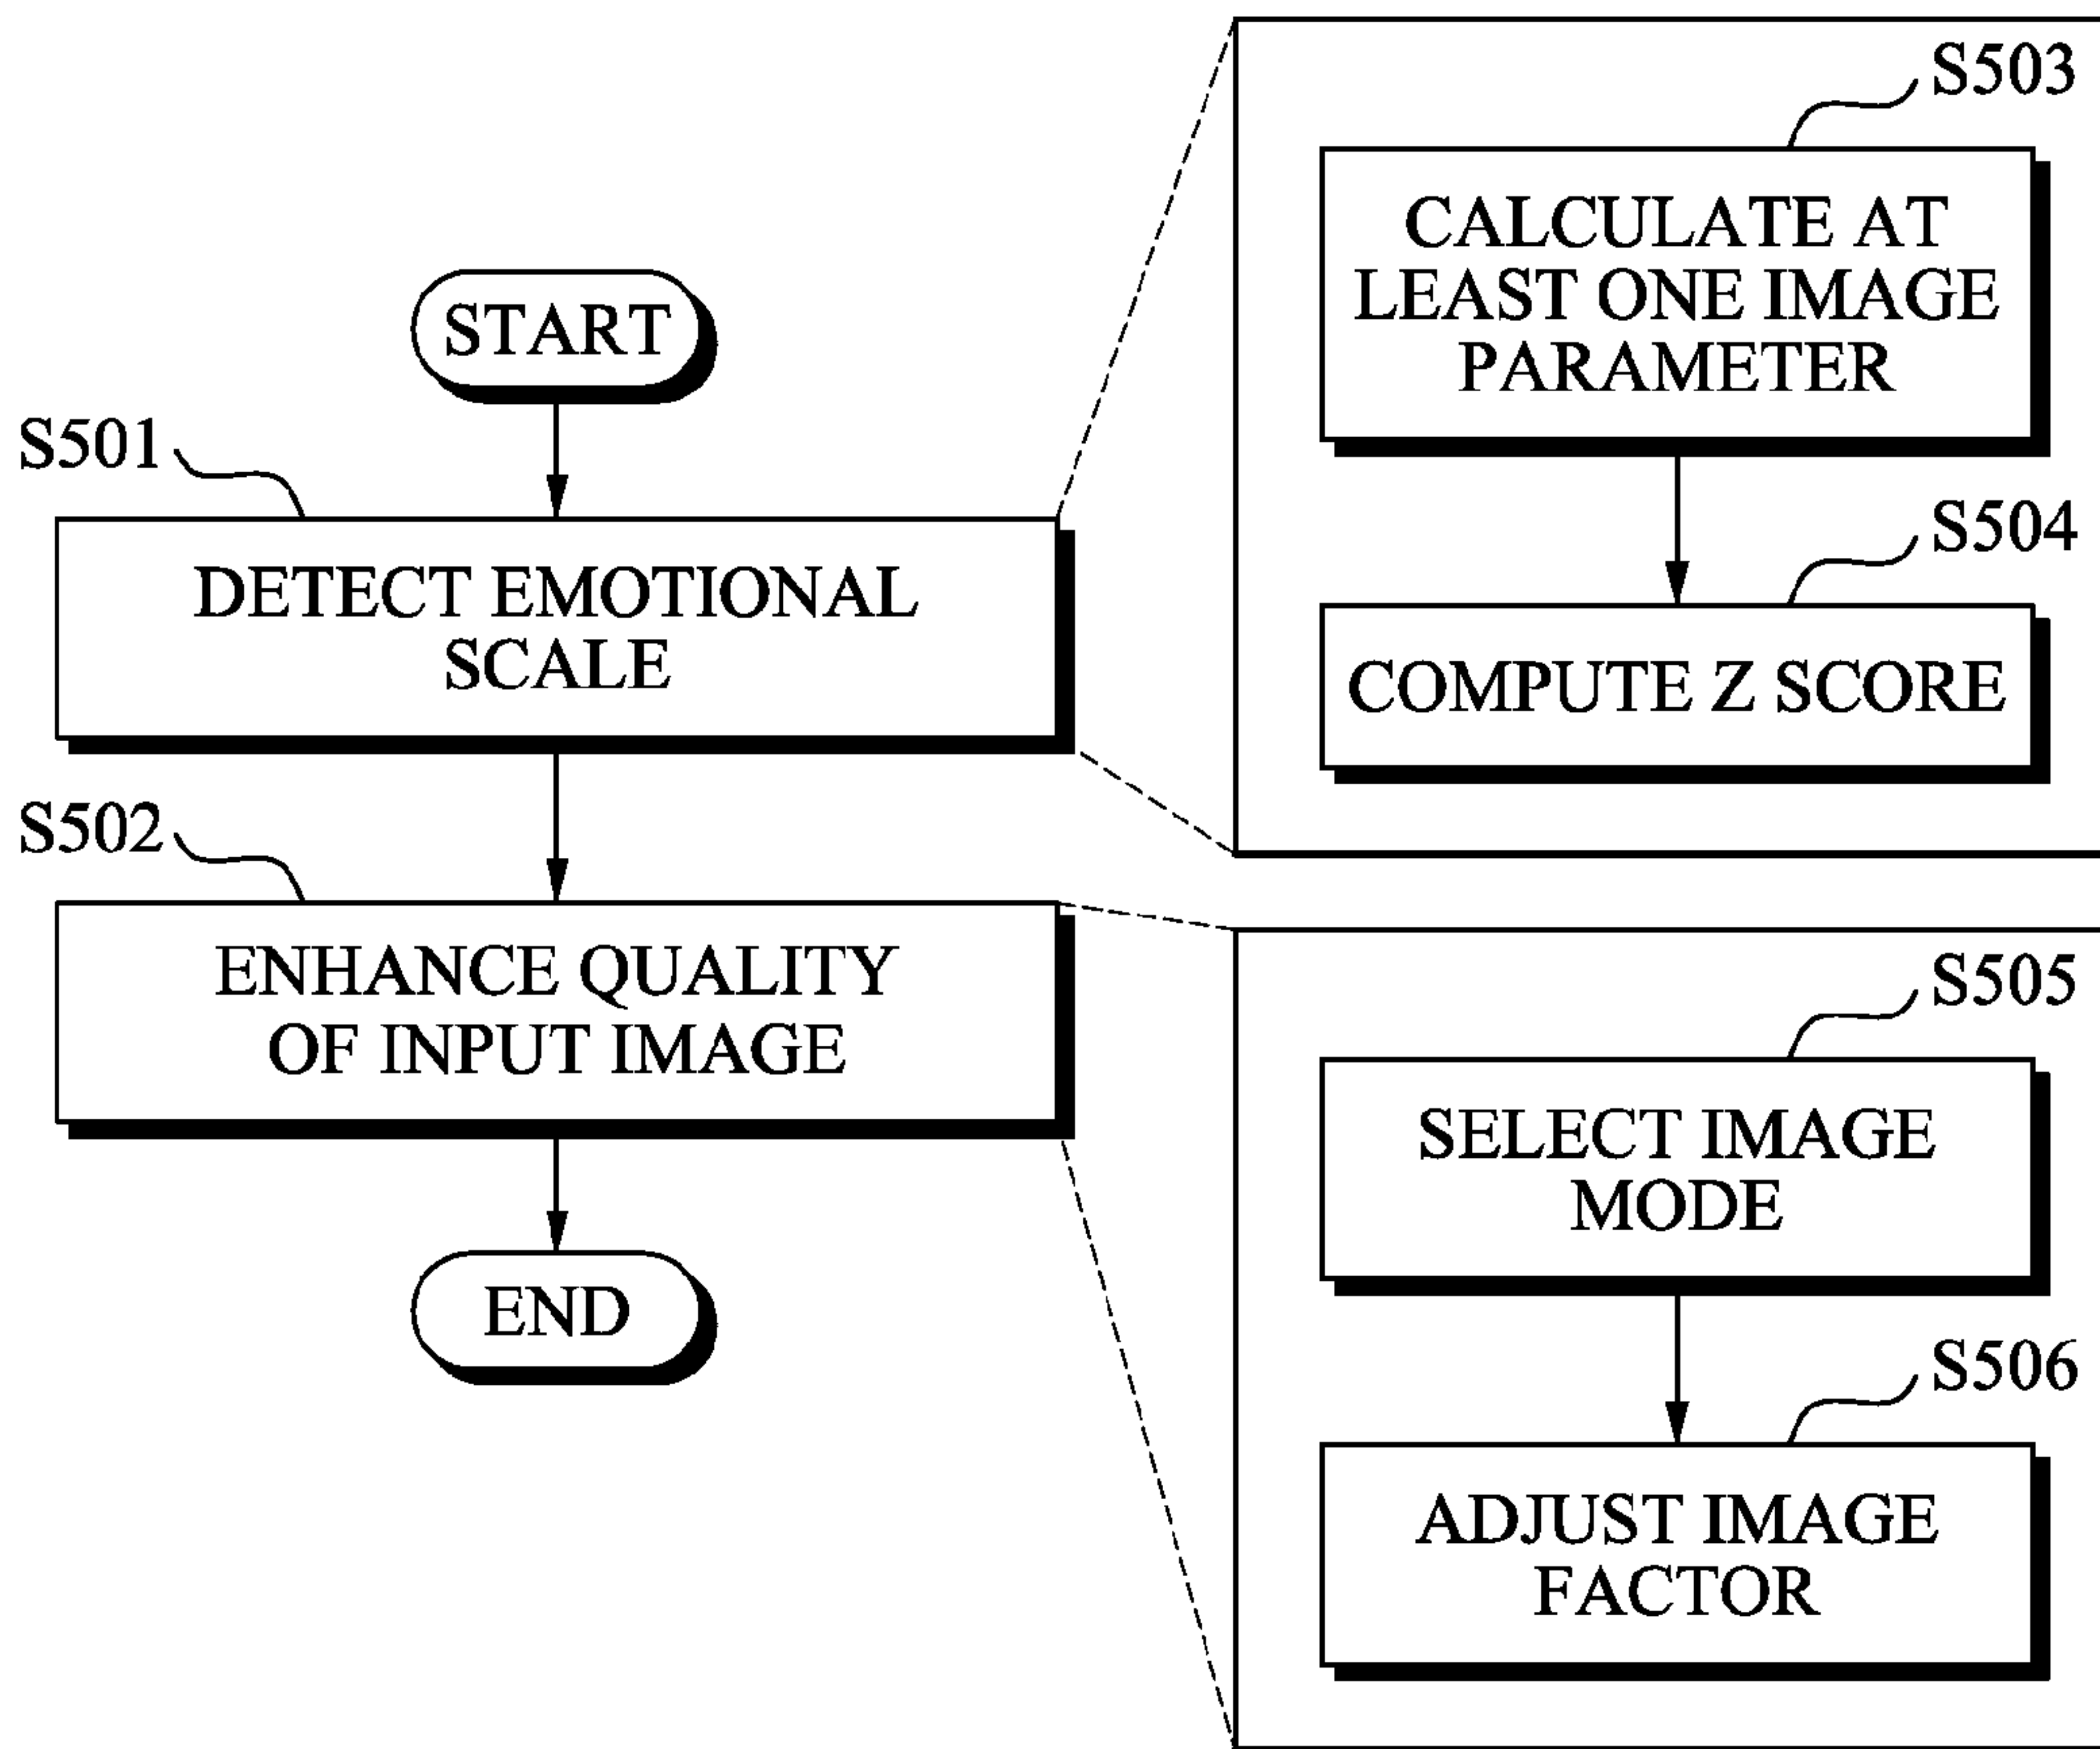 START
S501
DETECT EMOTIONAL
SCALE
S502
ENHANCE QUALITY
OF INPUT IMAGE
END
S503
CALCULATE AT
LEAST ONE IMAGE
PARAMETER
S504
COMPUTE Z SCORE
S505
SELECT IMAGE
MODE
S506
ADJUST IMAGE
FACTOR